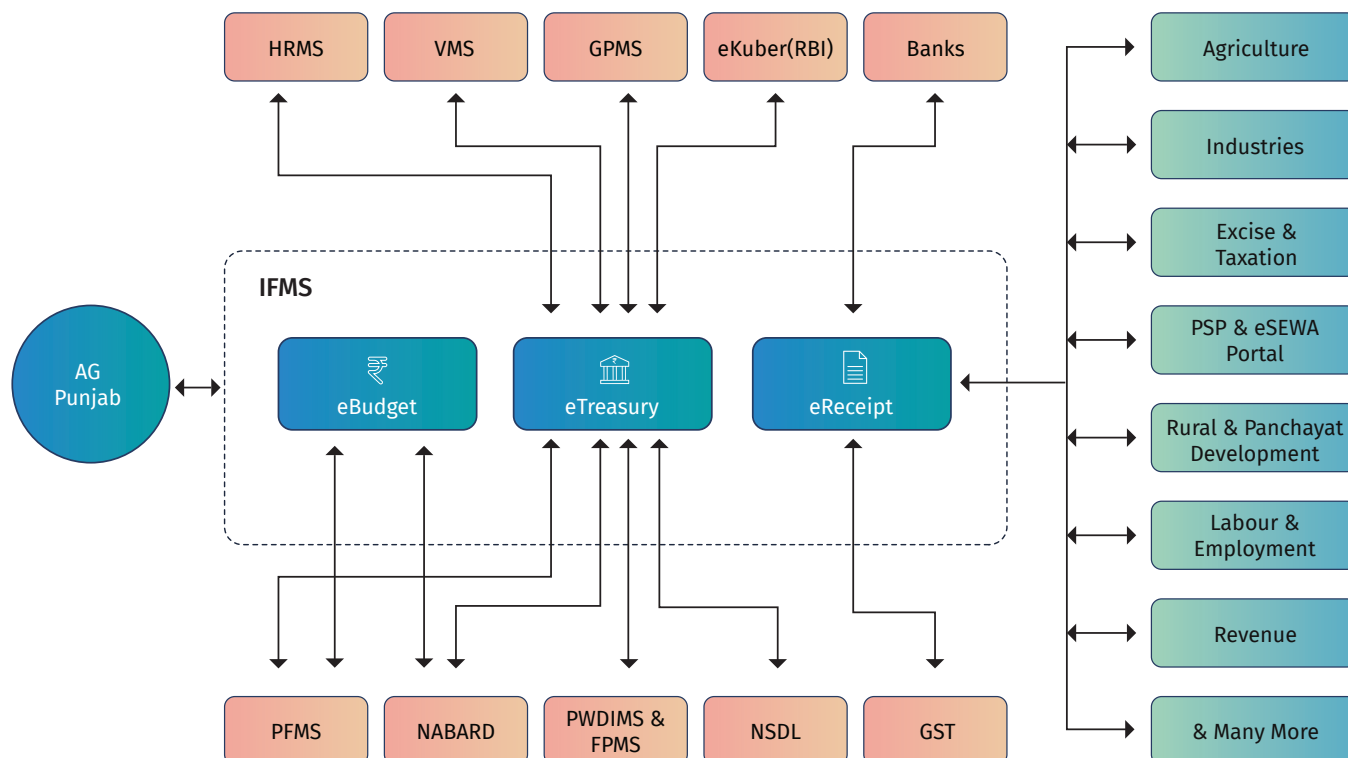 HRMS
VMS
GPMS
eKuber(RBI)
Banks
Agriculture
Industries
Excise &
Taxation
PSP & eSEWA
Portal
Rural & Panchayat
Development
Labour &
Employment
Revenue
& Many More
IFMS
AG
Punjab
₹
eBudget
₹
eTreasury
eReceipt
PFMS
NABARD
PWDIMS &
FPMS
NSDL
GST